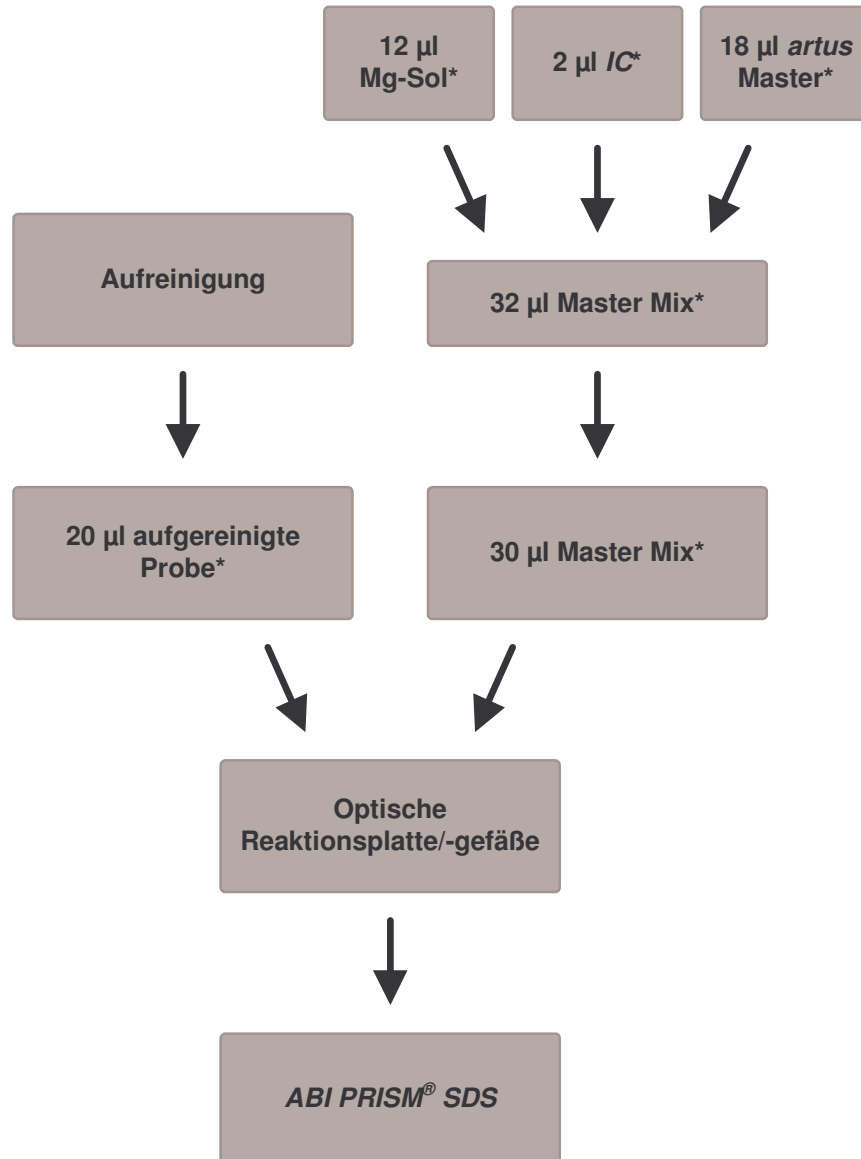 12 µl
Mg-Sol*
2 µl IC*
18 µl artus
Master*
Aufreinigung
32 µl Master Mix*
20 µl aufgereinigte
Probe*
30 µl Master Mix*
Optische
Reaktionsplatte/-gefäße
ABI PRISM® SDS